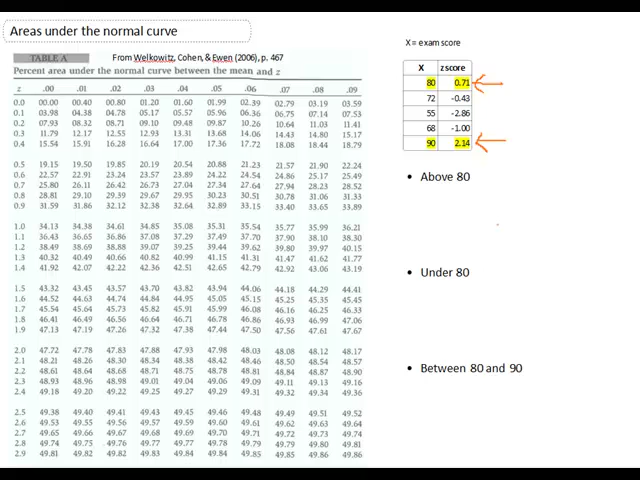 Areas under the normal curve
X = exam score
TABLE A From Welkowitz, Cohen, & Ewen (2006), p. 467
Percent area under the normal curve between the mean and z
z .00 .01 .02 .03 .04 .05 .06 .07 .08 .09
0.0 00.00 00.40 00.80 01.20 01.60 01.99 02.39 02.79 03.19 03.59
0.1 03.98 04.38 04.78 05.17 05.57 05.96 06.36 06.75 07.14 07.53
0.2 07.93 08.32 08.71 09.10 09.48 09.87 10.26 10.64 11.03 11.41
0.3 11.79 12.17 12.55 12.93 13.31 13.68 14.06 14.43 14.80 15.17
0.4 15.54 15.91 16.28 16.64 17.00 17.36 17.72 18.08 18.44 18.79
0.5 19.15 19.50 19.85 20.19 20.54 20.88 21.23 21.57 21.90 22.24
0.6 22.57 22.91 23.24 23.57 23.89 24.22 24.54 24.86 25.17 25.49
0.7 25.80 26.11 26.42 26.73 27.04 27.34 27.64 27.94 28.23 28.52
0.8 28.81 29.10 29.39 29.67 29.95 30.23 30.51 30.78 31.06 31.33
0.9 31.59 31.86 32.12 32.38 32.64 32.89 33.15 33.40 33.65 33.89
1.0 34.13 34.38 34.61 34.85 35.08 35.31 35.54 35.77 35.99 36.21
1.1 36.43 36.65 36.86 37.08 37.29 37.49 37.70 37.90 38.10 38.30
1.2 38.49 38.69 38.88 39.07 39.25 39.44 39.62 39.80 39.97 40.15
1.3 40.32 40.49 40.66 40.82 40.99 41.15 41.31 41.47 41.62 41.77
1.4 41.92 42.07 42.22 42.36 42.51 42.65 42.79 42.92 43.06 43.19
1.5 43.32 43.45 43.57 43.70 43.82 43.94 44.06 44.18 44.29 44.41
1.6 44.52 44.63 44.74 44.84 44.95 45.05 45.15 45.25 45.35 45.45
1.7 45.54 45.64 45.73 45.82 45.91 45.99 46.08 46.16 46.25 46.33
1.8 46.41 46.49 46.56 46.64 46.71 46.78 46.86 46.93 46.99 47.06
1.9 47.13 47.19 47.26 47.32 47.38 47.44 47.50 47.56 47.61 47.67
2.0 47.72 47.78 47.83 47.88 47.93 47.98 48.03 48.08 48.12 48.17
2.1 48.21 48.26 48.30 48.34 48.38 48.42 48.46 48.50 48.54 48.57
2.2 48.61 48.64 48.68 48.71 48.75 48.78 48.81 48.84 48.87 48.90
2.3 48.93 48.96 48.98 49.01 49.04 49.06 49.09 49.11 49.13 49.16
2.4 49.18 49.20 49.22 49.25 49.27 49.29 49.31 49.32 49.34 49.36
2.5 49.38 49.40 49.41 49.43 49.45 49.46 49.48 49.49 49.51 49.52
2.6 49.53 49.55 49.56 49.57 49.59 49.60 49.61 49.62 49.63 49.64
2.7 49.65 49.66 49.67 49.68 49.69 49.70 49.71 49.72 49.73 49.74
2.8 49.74 49.75 49.76 49.77 49.77 49.78 49.79 49.79 49.80 49.81
2.9 49.81 49.82 49.82 49.83 49.84 49.84 49.85 49.85 49.86 49.86
X z score
80 0.71
72 -0.43
55 -2.86
68 -1.00
90 2.14
• Above 80
• Under 80
• Between 80 and 90